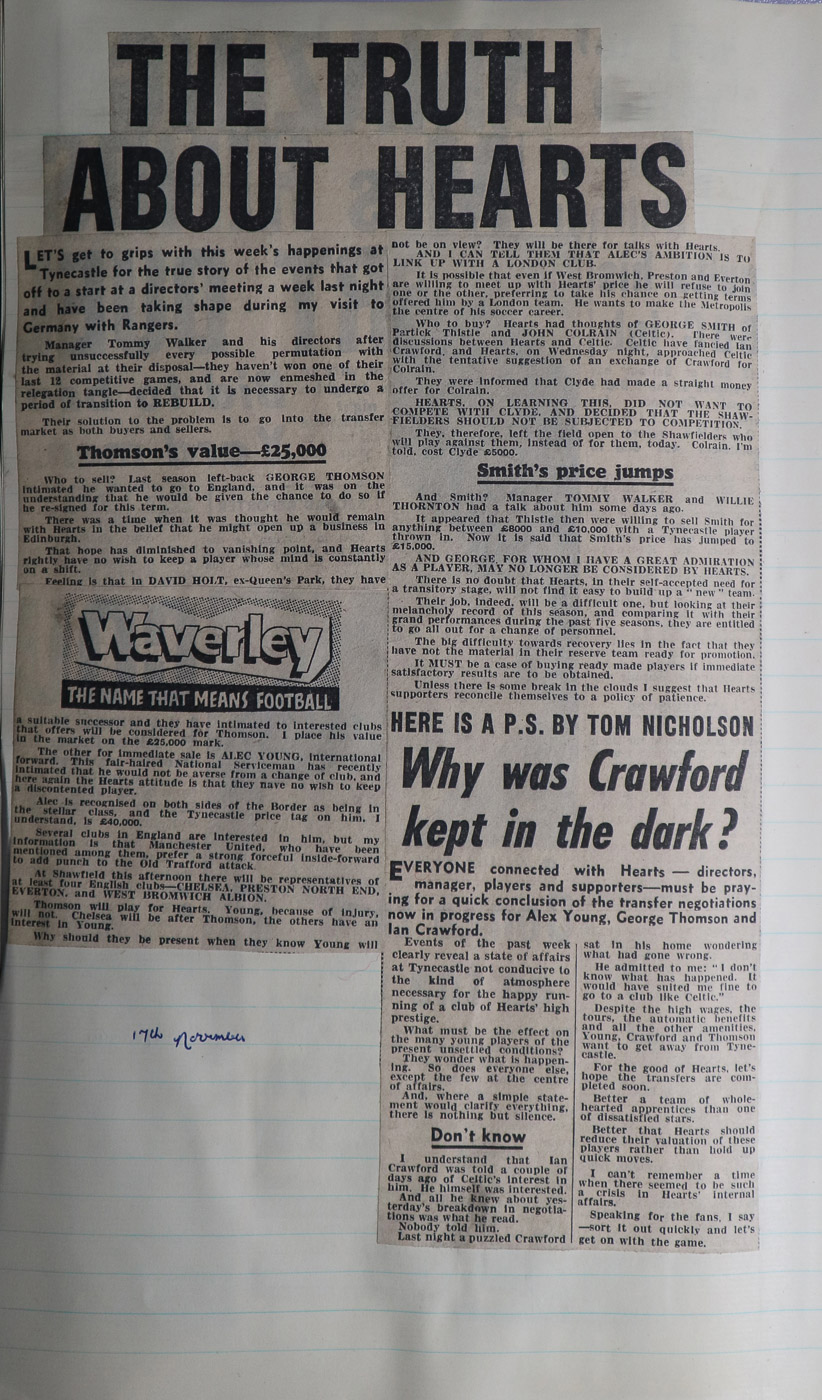 THE TRUTH
ABOUT HEARTS
LET'S get to grips with this week's happenings at
Tynecastle for the true story of the events that got
off to a start at a directors' meeting a week last night
and have been taking shape during my visit to
Germany with Rangers.
Manager Tommy Walker and his directors after
trying unsuccessfully every possible permutation with
the material at their disposal—they haven't won one of their
last 12 competitive games, and are now enmeshed in the
relegation tangle—decided that it is necessary to undergo a
period of transition to REBUILD.
Their solution to the problem is to go into the transfer
market as both buyers and sellers.
Thomson's value—£25,000
Who to sell? Last season left-back GEORGE THOMSON
intimated he wanted to go to England, and it was on the
understanding that he would be given the chance to do so if
he re-signed for this term.
There was a time when it was thought he would remain
with Hearts in the belief that he might open up a business in
Edinburgh.
That hope has diminished to vanishing point, and Hearts
rightly have no wish to keep a player whose mind is constantly
on a shift.
Feeling is that in DAVID HOLT, ex-Queen's Park, they have
Waverley
THE NAME THAT MEANS FOOTBALL
a suitable successor and they have intimated to interested clubs
that offers will be considered for Thomson. I place his value
in the market on the £25,000 mark.
The other for immediate sale is ALEC YOUNG, international
forward. This fair-haired National Serviceman has recently
intimated that he would not be averse from a change of club, and
here again the Hearts attitude is that they have no wish to keep
a discontented player.
Alec is recognised on both sides of the Border as being in
the stellar class, and the Tynecastle price tag on him, I
understand, is £40,000.
Several clubs in England are interested in him, but my
information is that Manchester United, who have been
mentioned among them, prefer a strong forceful inside-forward
to add punch to the Old Trafford attack.
At Shawfield this afternoon there will be representatives of
at least four English clubs—CHELSEA, PRESTON NORTH END,
EVERTON, and WEST BROMWICH ALBION.
Thomson will play for Hearts. Young, because of injury,
will not. Chelsea will be after Thomson, the others have an
interest in Young.
Why should they be present when they know Young will
not be on view? They will be there for talks with Hearts.
AND I CAN TELL THEM THAT ALEC'S AMBITION IS TO
LINK UP WITH A LONDON CLUB.
It is possible that even if West Bromwich, Preston and Everton
are willing to meet up with Hearts' price he will refuse to join
one or the other, preferring to take his chance on getting terms
offered him by a London team. He wants to make the Metropolis
the centre of his soccer career.
Who to buy? Hearts had thoughts of GEORGE SMITH of
Partick Thistle and JOHN COLRAIN (Celtic). There were
discussions between Hearts and Celtic. Celtic have fancied Ian
Crawford, and Hearts, on Wednesday night, approached Celtic
with the tentative suggestion of an exchange of Crawford for
Colrain.
They were informed that Clyde had made a straight money
offer for Colrain.
HEARTS, ON LEARNING THIS, DID NOT WANT TO
COMPETE WITH CLYDE, AND DECIDED THAT THE SHAW-
FIELDERS SHOULD NOT BE SUBJECTED TO COMPETITION.
They, therefore, left the field open to the Shawfielders who
will play against them, instead of for them, today. Colrain, I'm
told, cost Clyde £5000.
Smith's price jumps
And Smith? Manager TOMMY WALKER and WILLIE
THORNTON had a talk about him some days ago.
It appeared that Thistle then were willing to sell Smith for
anything between £8000 and £10,000 with a Tynecastle player
thrown in. Now it is said that Smith's price has jumped to
£15,000.
AND GEORGE, FOR WHOM I HAVE A GREAT ADMIRATION
AS A PLAYER, MAY NO LONGER BE CONSIDERED BY HEARTS.
There is no doubt that Hearts, in their self-accepted need for
a transitory stage, will not find it easy to build up a "new" team.
Their job, indeed, will be a difficult one, but looking at their
melancholy record of this season, and comparing it with their
grand performances during the past five seasons, they are entitled
to go all out for a change of personnel.
The big difficulty towards recovery lies in the fact that they
have not the material in their reserve team ready for promotion.
It MUST be a case of buying ready made players if immediate
satisfactory results are to be obtained.
Unless there is some break in the clouds I suggest that Hearts
supporters reconcile themselves to a policy of patience.
HERE IS A P.S. BY TOM NICHOLSON
Why was Crawford
kept in the dark?
EVERYONE connected with Hearts — directors,
manager, players and supporters—must be pray-
ing for a quick conclusion of the transfer negotiations
now in progress for Alex Young, George Thomson and
Ian Crawford.
Events of the past week
clearly reveal a state of affairs
at Tynecastle not conducive to
the kind of atmosphere
necessary for the happy run-
ning of a club of Hearts' high
prestige.
What must be the effect on
the many young players of the
present unsettled conditions?
They wonder what is happen-
ing. So does everyone else,
except the few at the centre
of affairs.
And, where a simple state-
ment would clarify everything,
there is nothing but silence.
Don't know
I understand that Ian
Crawford was told a couple of
days ago of Celtic's interest in
him. He himself was interested.
And all he knew about yes-
terday's breakdown in negotia-
tions was what he read.
Nobody told him.
Last night a puzzled Crawford
sat in his home wondering
what had gone wrong.
He admitted to me: "I don't
know what has happened. It
would have suited me fine to
go to a club like Celtic."
Despite the high wages, the
tours, the automatic benefits
and all the other amenities,
Young, Crawford and Thomson
want to get away from Tyne-
castle.
For the good of Hearts, let's
hope the transfers are com-
pleted soon.
Better a team of whole-
hearted apprentices than one
of dissatisfied stars.
Better that Hearts should
reduce their valuation of these
players rather than hold up
quick moves.
I can't remember a time
when there seemed to be such
a crisis in Hearts' internal
affairs.
Speaking for the fans, I say
—sort it out quickly and let's
get on with the game.
17th November